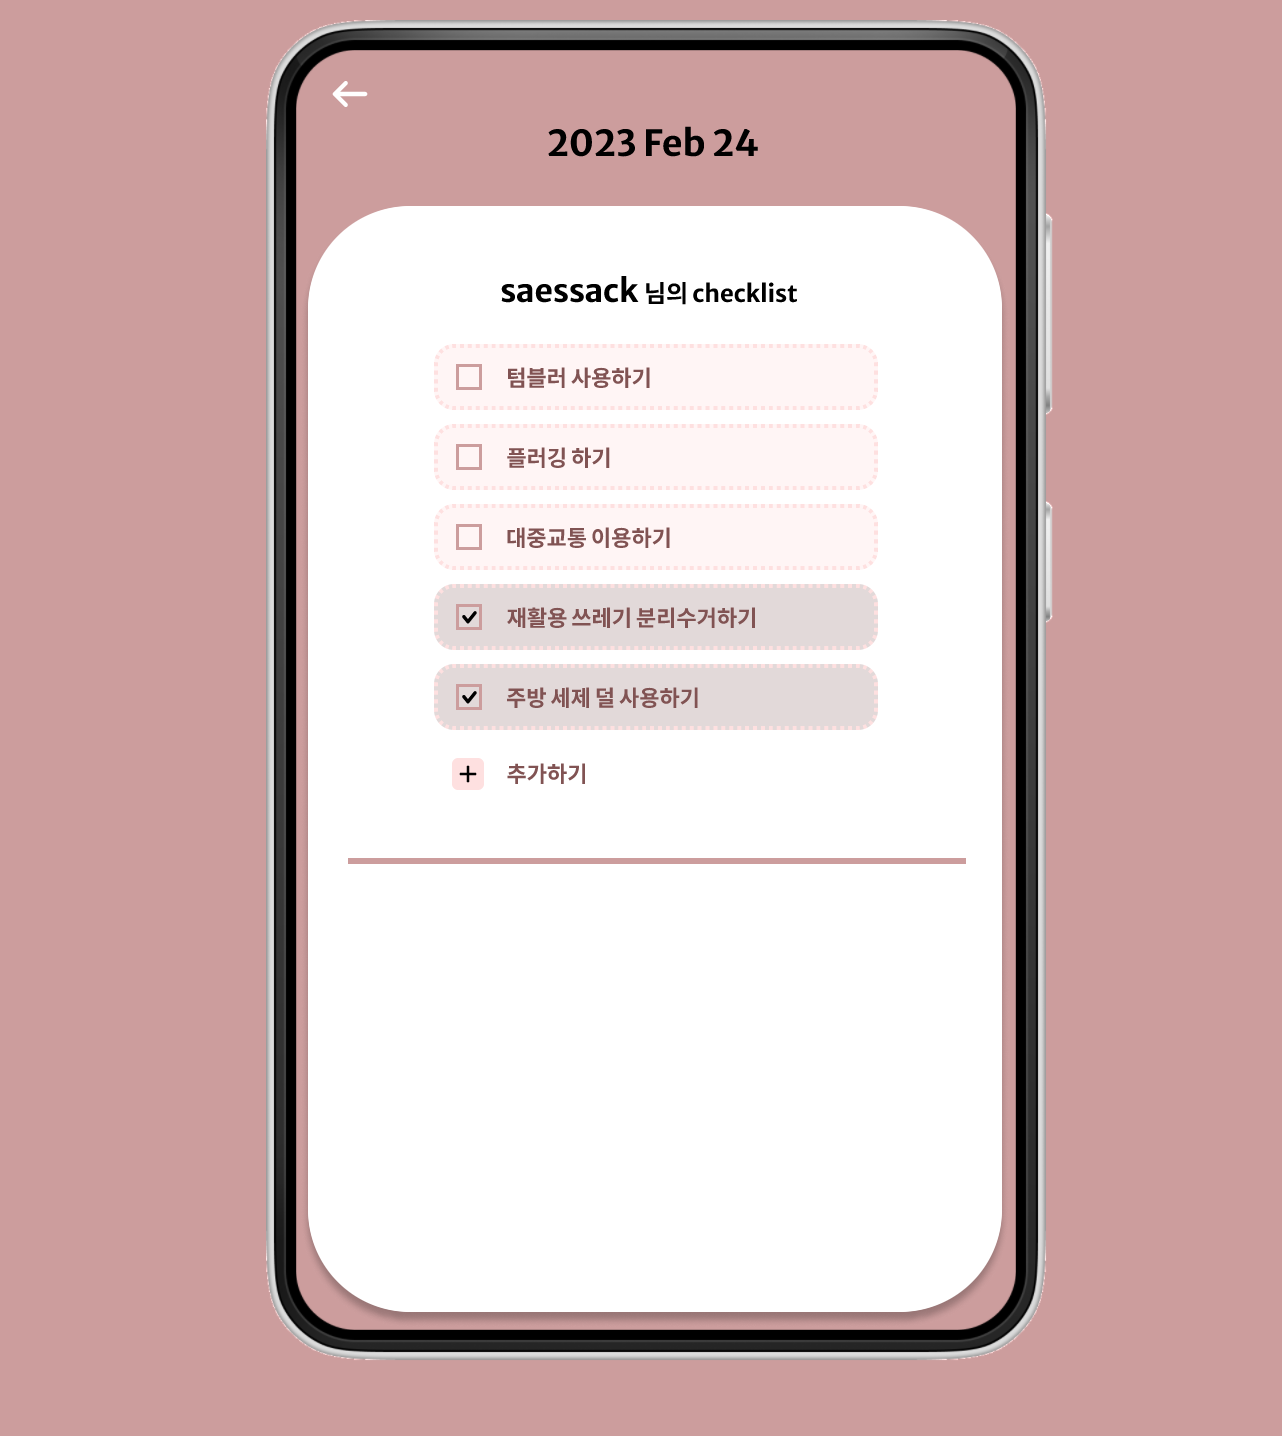 2023 Feb 24
saessack 님의 checklist
텀블러 사용하기
플러깅 하기
대중교통 이용하기
재활용 쓰레기 분리수거하기
주방 세제 덜 사용하기
추가하기